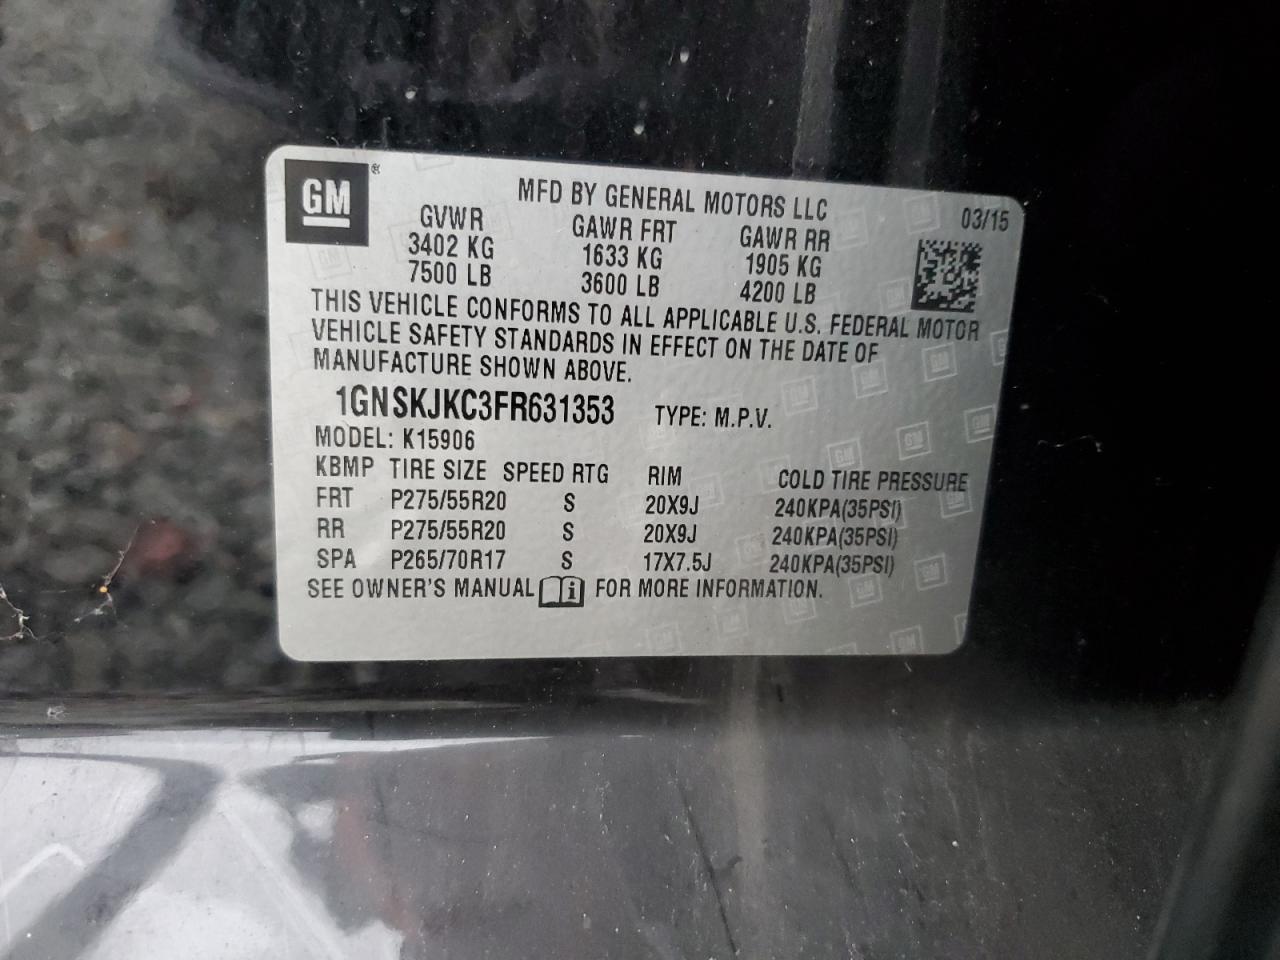 GM ®
MFD BY GENERAL MOTORS LLC 03/15
GVWR GAWR FRT GAWR RR
3402 KG 1633 KG 1905 KG
7500 LB 3600 LB 4200 LB
THIS VEHICLE CONFORMS TO ALL APPLICABLE U.S. FEDERAL MOTOR
VEHICLE SAFETY STANDARDS IN EFFECT ON THE DATE OF
MANUFACTURE SHOWN ABOVE.
1GNSKJKC3FR631353 TYPE: M.P.V.
MODEL: K15906
KBMP TIRE SIZE SPEED RTG RIM COLD TIRE PRESSURE
FRT P275/55R20 S 20X9J 240KPA(35PSI)
RR P275/55R20 S 20X9J 240KPA(35PSI)
SPA P265/70R17 S 17X7.5J 240KPA(35PSI)
SEE OWNER'S MANUAL i FOR MORE INFORMATION.